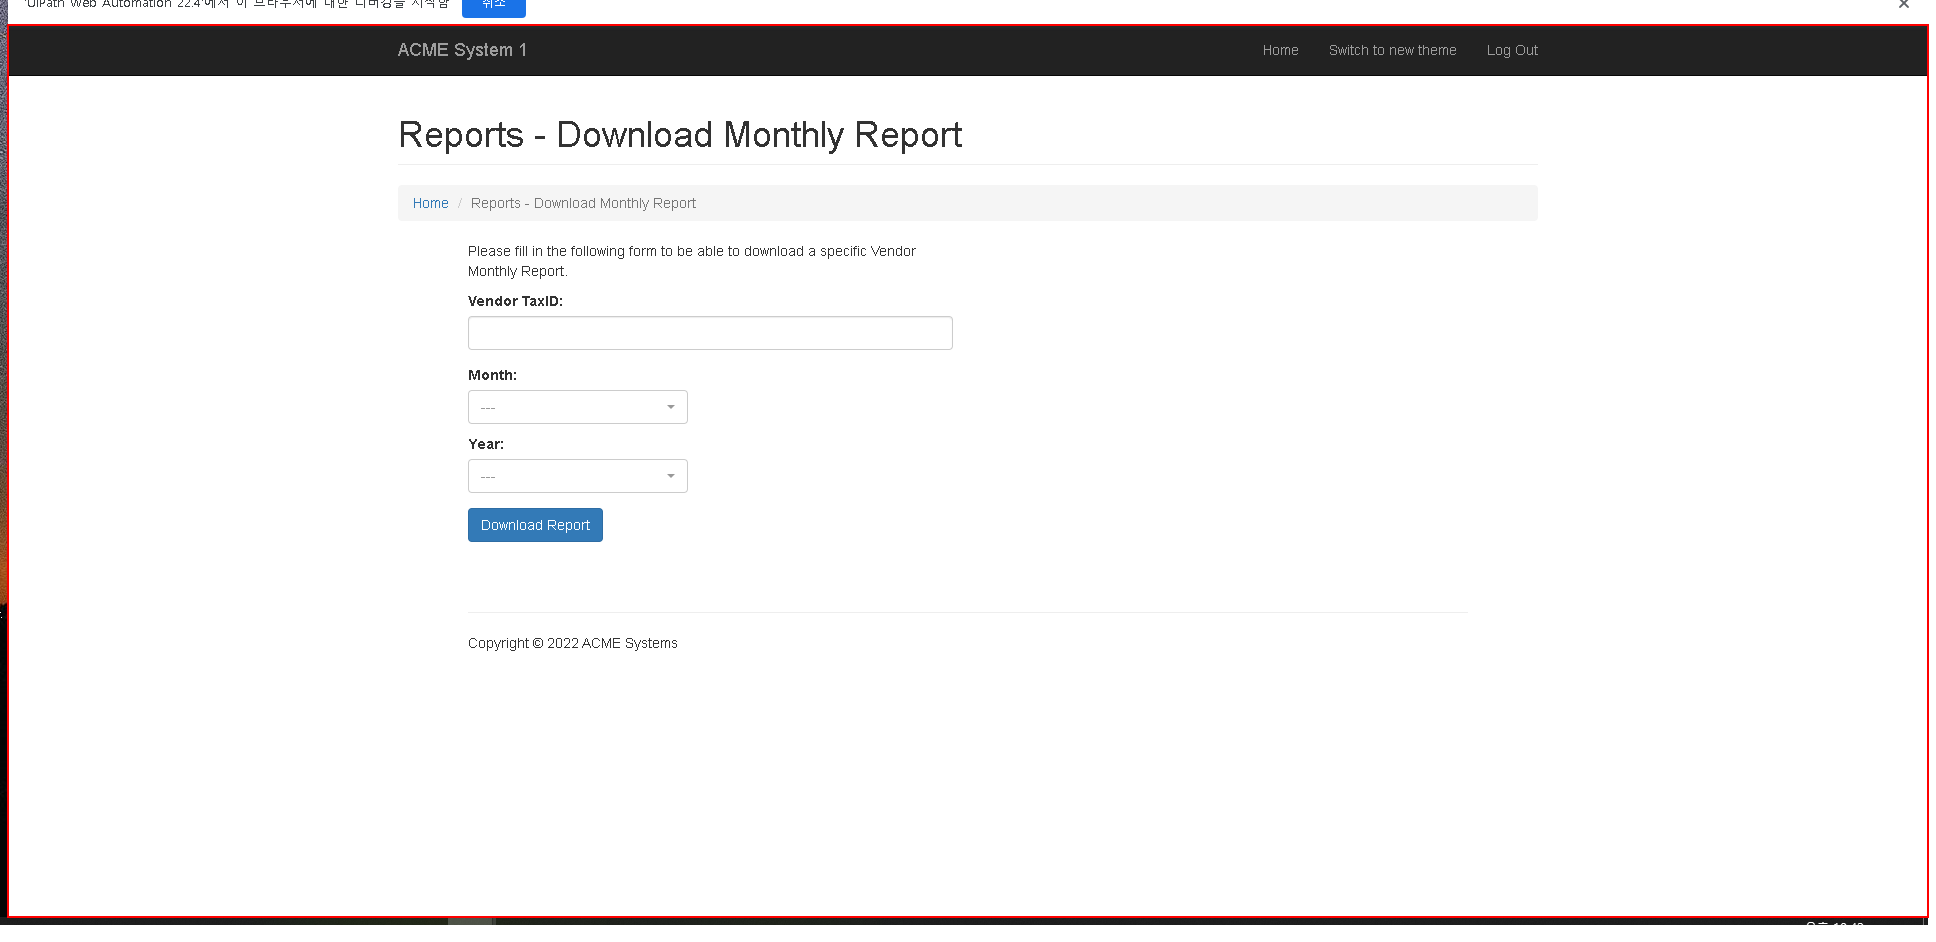 'UiPath Web Automation 22.4'에서 이 브라우저에 대한 디버깅을 시작함 취소
ACME System 1 Home Switch to new theme Log Out
Reports - Download Monthly Report
Home / Reports - Download Monthly Report
Please fill in the following form to be able to download a specific Vendor
Monthly Report.
Vendor TaxID:
Month:
---
Year:
---
Download Report
Copyright © 2022 ACME Systems